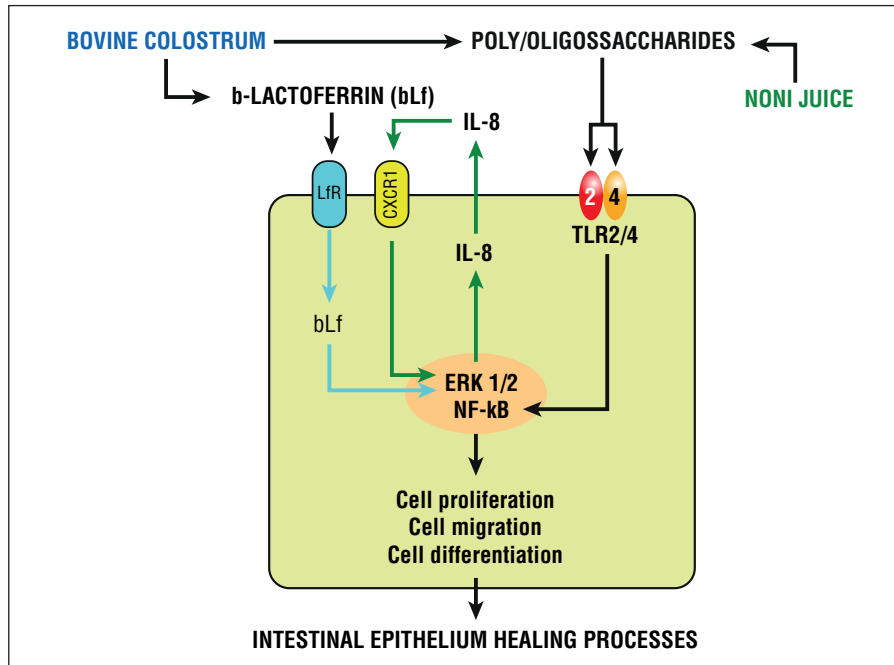 BOVINE COLOSTRUM
POLY/OLIGOSSACCHARIDES
NONI JUICE
b-LACTOFERRIN (bLf)
IL-8
LfR
CXCR1
2 4
TLR2/4
IL-8
bLf
ERK 1/2
NF-kB
Cell proliferation
Cell migration
Cell differentiation
INTESTINAL EPITHELIUM HEALING PROCESSES